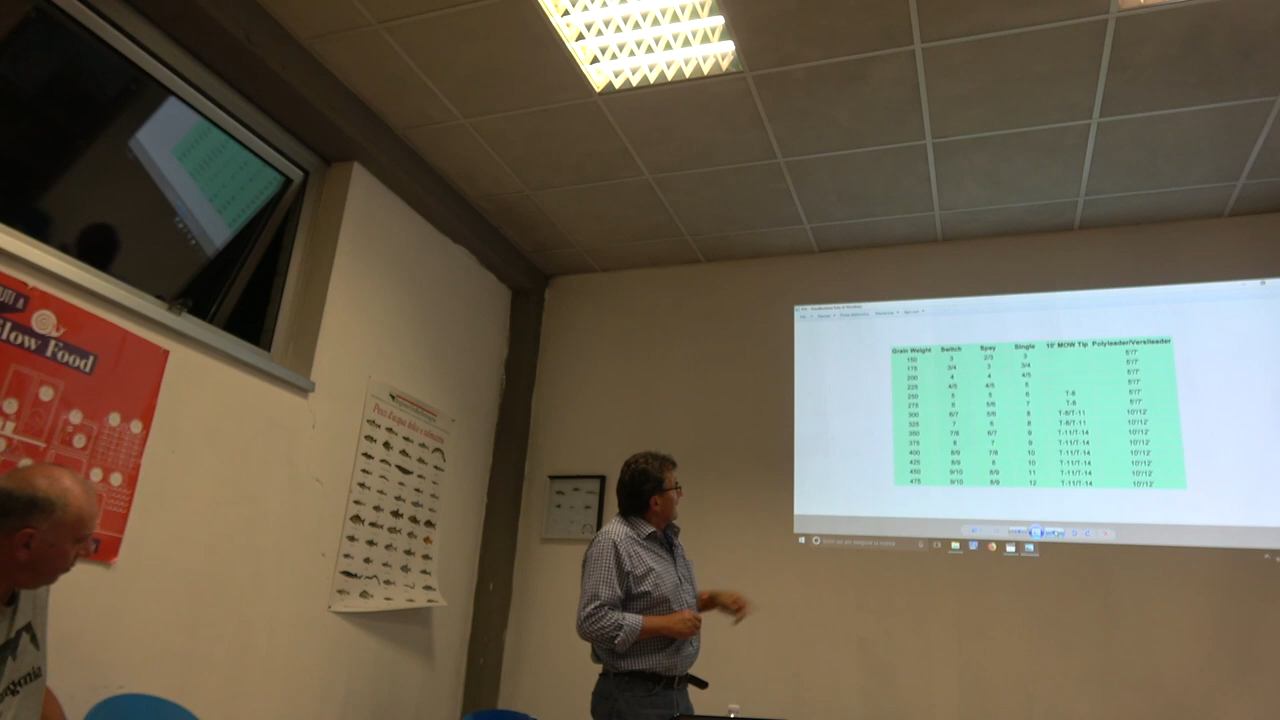 UTI A
Slow Food
Pesci d'acqua dolce e salmastra
agonia
Grain Weight Switch Spey Single 10' MOW Tip Polyleader/Versileader
150 3 2/3 3 5'/7'
175 3/4 3 3/4 5'/7'
200 4 4 4/5 5'/7'
225 4/5 4/5 5 5'/7'
250 5 5 6 T-8 5'/7'
275 6 5/6 7 T-8 5'/7'
300 6/7 5/6 8 T-8/T-11 10'/12'
325 7 6 8 T-8/T-11 10'/12'
350 7/8 6/7 9 T-11/T-14 10'/12'
375 8 7 9 T-11/T-14 10'/12'
400 8/9 7/8 10 T-11/T-14 10'/12'
425 8/9 8 10 T-11/T-14 10'/12'
450 9/10 8/9 11 T-11/T-14 10'/12'
475 9/10 8/9 12 T-11/T-14 10'/12'